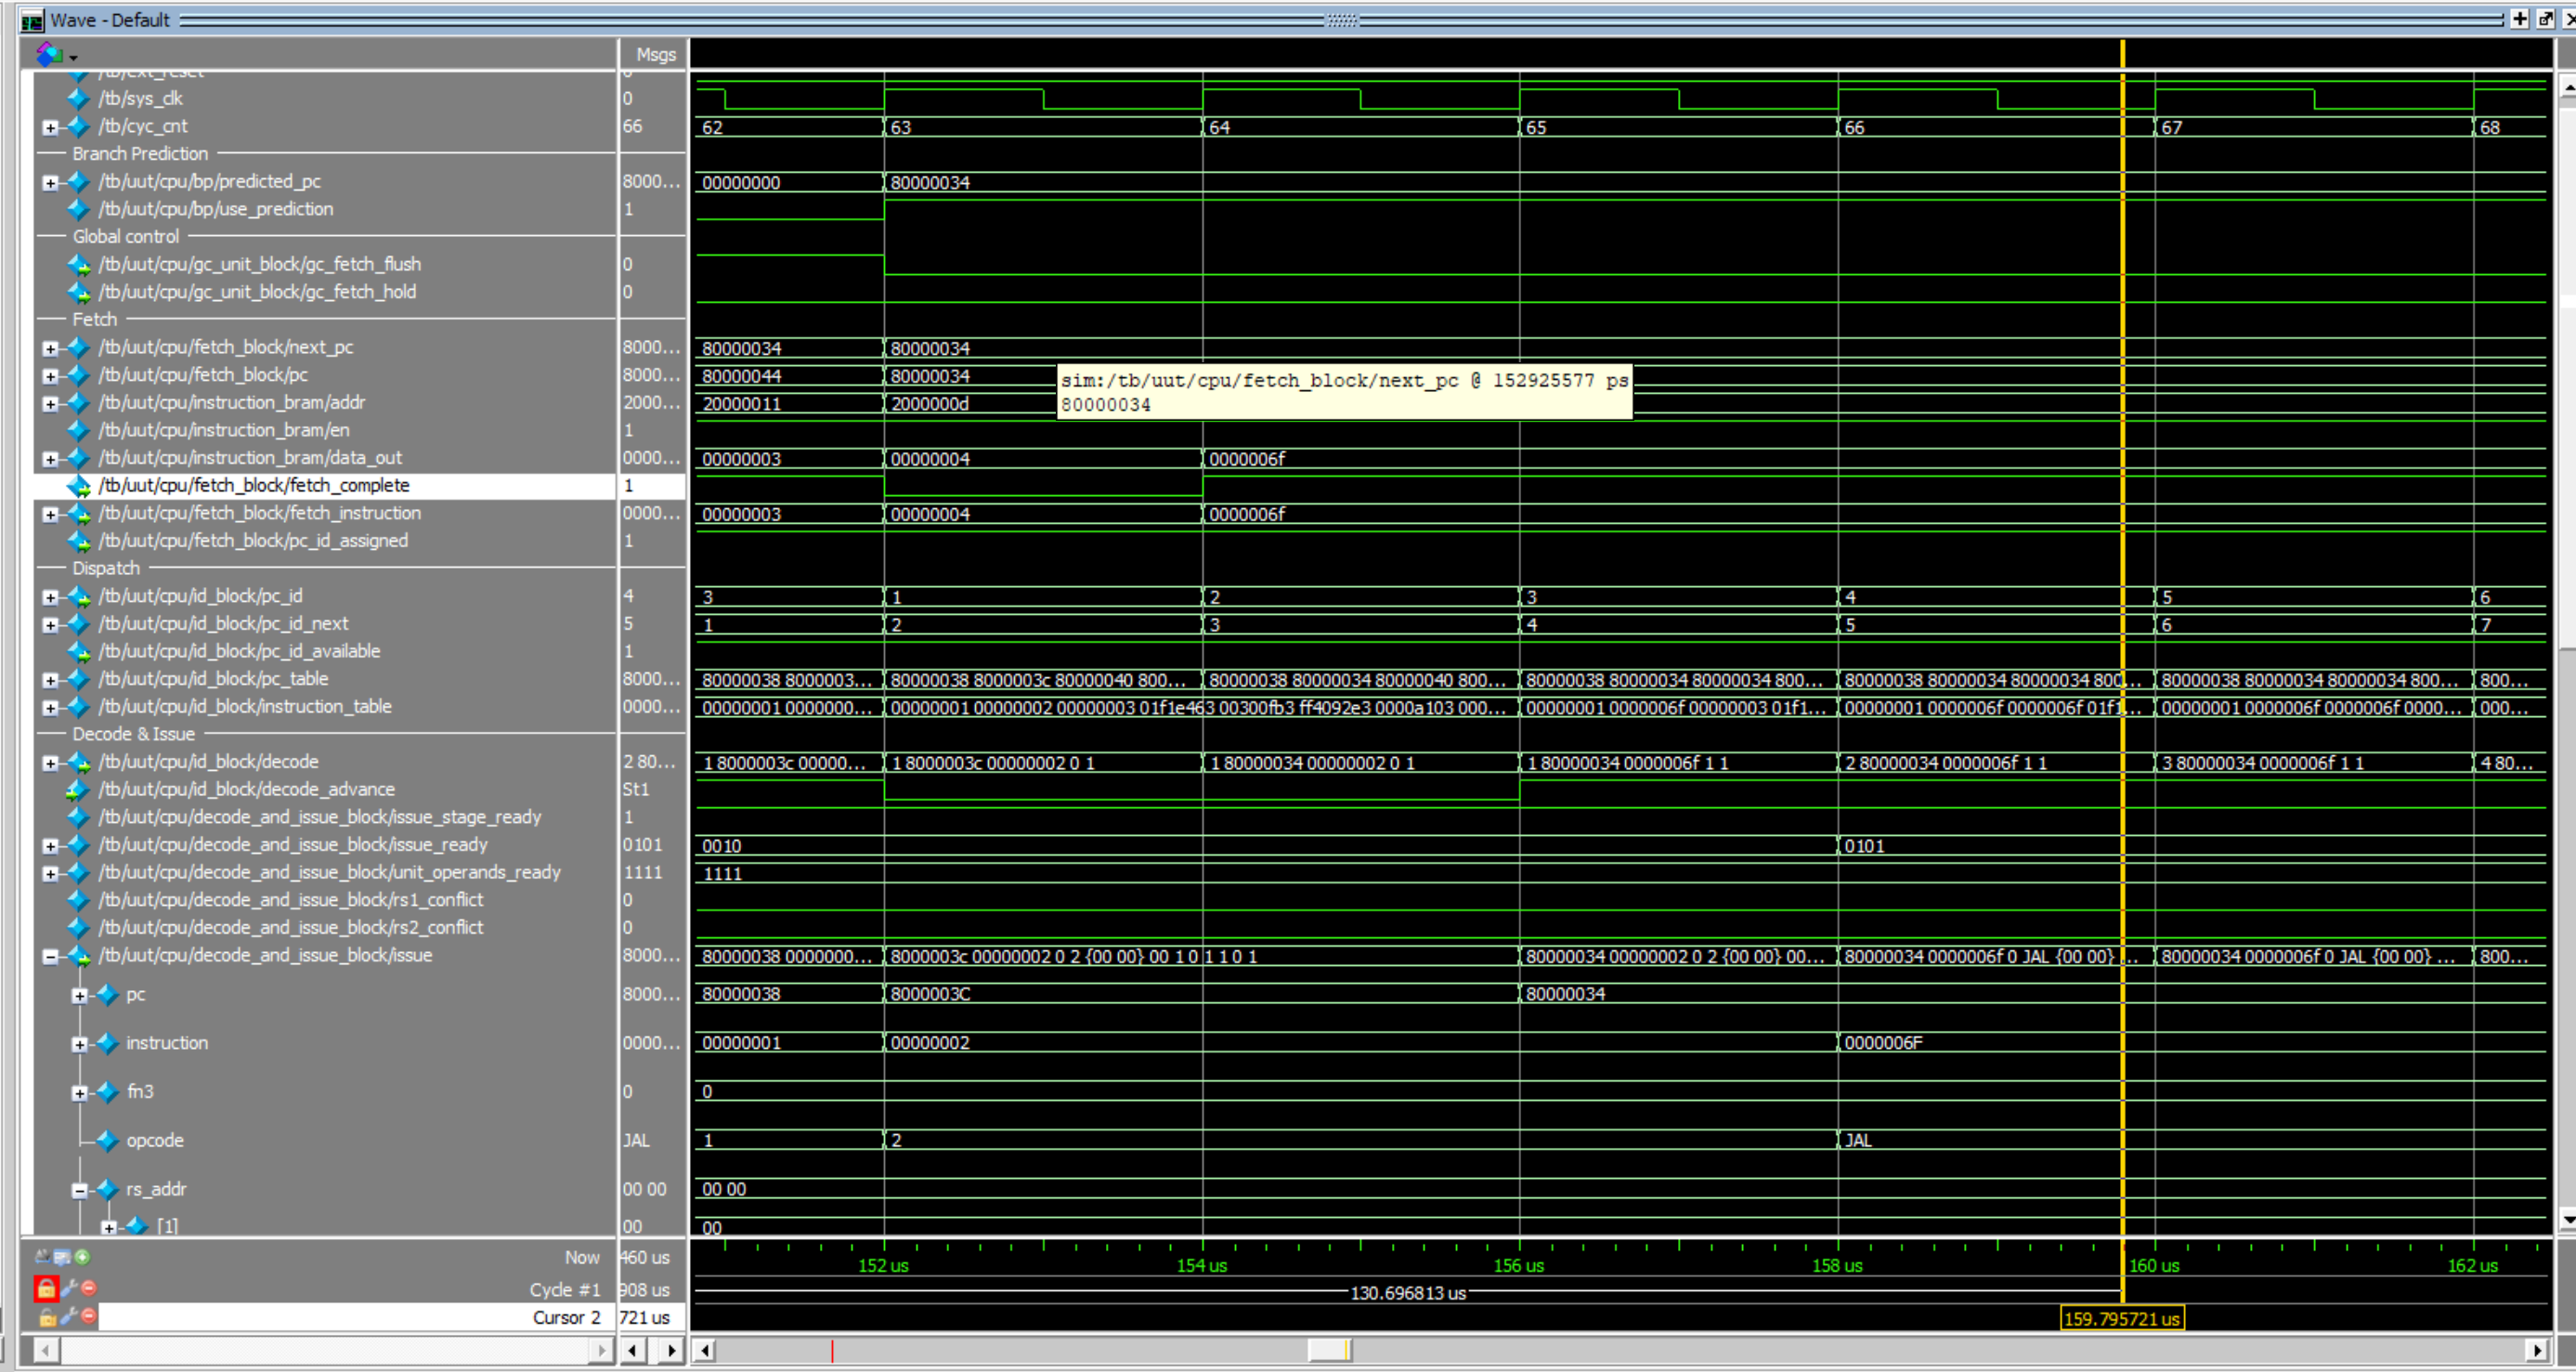 Wave - Default
Msgs
/tb/ext_reset 0
/tb/sys_clk 0
/tb/cyc_cnt 66 62 63 64 65 66 67 68
Branch Prediction
/tb/uut/cpu/bp/predicted_pc 8000... 00000000 80000034
/tb/uut/cpu/bp/use_prediction 1
Global control
/tb/uut/cpu/gc_unit_block/gc_fetch_flush 0
/tb/uut/cpu/gc_unit_block/gc_fetch_hold 0
Fetch
/tb/uut/cpu/fetch_block/next_pc 8000... 80000034 80000034
/tb/uut/cpu/fetch_block/pc 8000... 80000044 80000034
sim:/tb/uut/cpu/fetch_block/next_pc @ 152925577 ps
80000034
/tb/uut/cpu/instruction_bram/addr 2000... 20000011 2000000d
/tb/uut/cpu/instruction_bram/en 1
/tb/uut/cpu/instruction_bram/data_out 0000... 00000003 00000004 0000006f
/tb/uut/cpu/fetch_block/fetch_complete 1
/tb/uut/cpu/fetch_block/fetch_instruction 0000... 00000003 00000004 0000006f
/tb/uut/cpu/fetch_block/pc_id_assigned 1
Dispatch
/tb/uut/cpu/id_block/pc_id 4 3 1 2 3 4 5 6
/tb/uut/cpu/id_block/pc_id_next 5 1 2 3 4 5 6 7
/tb/uut/cpu/id_block/pc_id_available 1
/tb/uut/cpu/id_block/pc_table 8000... 80000038 8000003... 80000038 8000003c 80000040 800... 80000038 80000034 80000040 800... 80000038 80000034 80000034 800... 80000038 80000034 80000034 800... 80000038 80000034 80000034 800... 800...
/tb/uut/cpu/id_block/instruction_table 0000... 00000001 0000000... 00000001 00000002 00000003 01f1e463 00300fb3 ff4092e3 0000a103 000... 00000001 0000006f 00000003 01f1... 00000001 0000006f 0000006f 01f1... 00000001 0000006f 0000006f 0000... 000...
Decode & Issue
/tb/uut/cpu/id_block/decode 2 80... 1 8000003c 00000... 1 8000003c 00000002 0 1 1 80000034 00000002 0 1 1 80000034 0000006f 1 1 2 80000034 0000006f 1 1 3 80000034 0000006f 1 1 4 80...
/tb/uut/cpu/id_block/decode_advance St1
/tb/uut/cpu/decode_and_issue_block/issue_stage_ready 1
/tb/uut/cpu/decode_and_issue_block/issue_ready 0101 0010 0101
/tb/uut/cpu/decode_and_issue_block/unit_operands_ready 1111 1111
/tb/uut/cpu/decode_and_issue_block/rs1_conflict 0
/tb/uut/cpu/decode_and_issue_block/rs2_conflict 0
/tb/uut/cpu/decode_and_issue_block/issue 8000... 80000038 0000000... 8000003c 00000002 0 2 {00 00} 00 1 0 1 1 0 1 80000034 00000002 0 2 {00 00} 00... 80000034 0000006f 0 JAL {00 00} ... 80000034 0000006f 0 JAL {00 00} ... 800...
pc 8000... 80000038 8000003C 80000034
instruction 0000... 00000001 00000002 0000006F
fn3 0 0
opcode JAL 1 2 JAL
rs_addr 00 00 00 00
[1] 00 00
Now 460 us 152 us 154 us 156 us 158 us 160 us 162 us
Cycle #1 908 us 130.696813 us
Cursor 2 721 us 159.795721 us